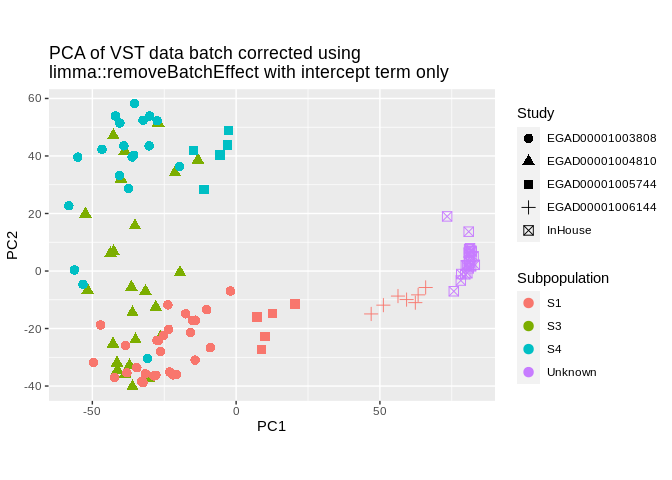 PCA of VST data batch corrected using
limma::removeBatchEffect with intercept term only
60
40
20
0
-20
-40
PC2
-50
0
50
PC1
Study
EGAD00001003808
EGAD00001004810
EGAD00001005744
EGAD00001006144
InHouse
Subpopulation
S1
S3
S4
Unknown